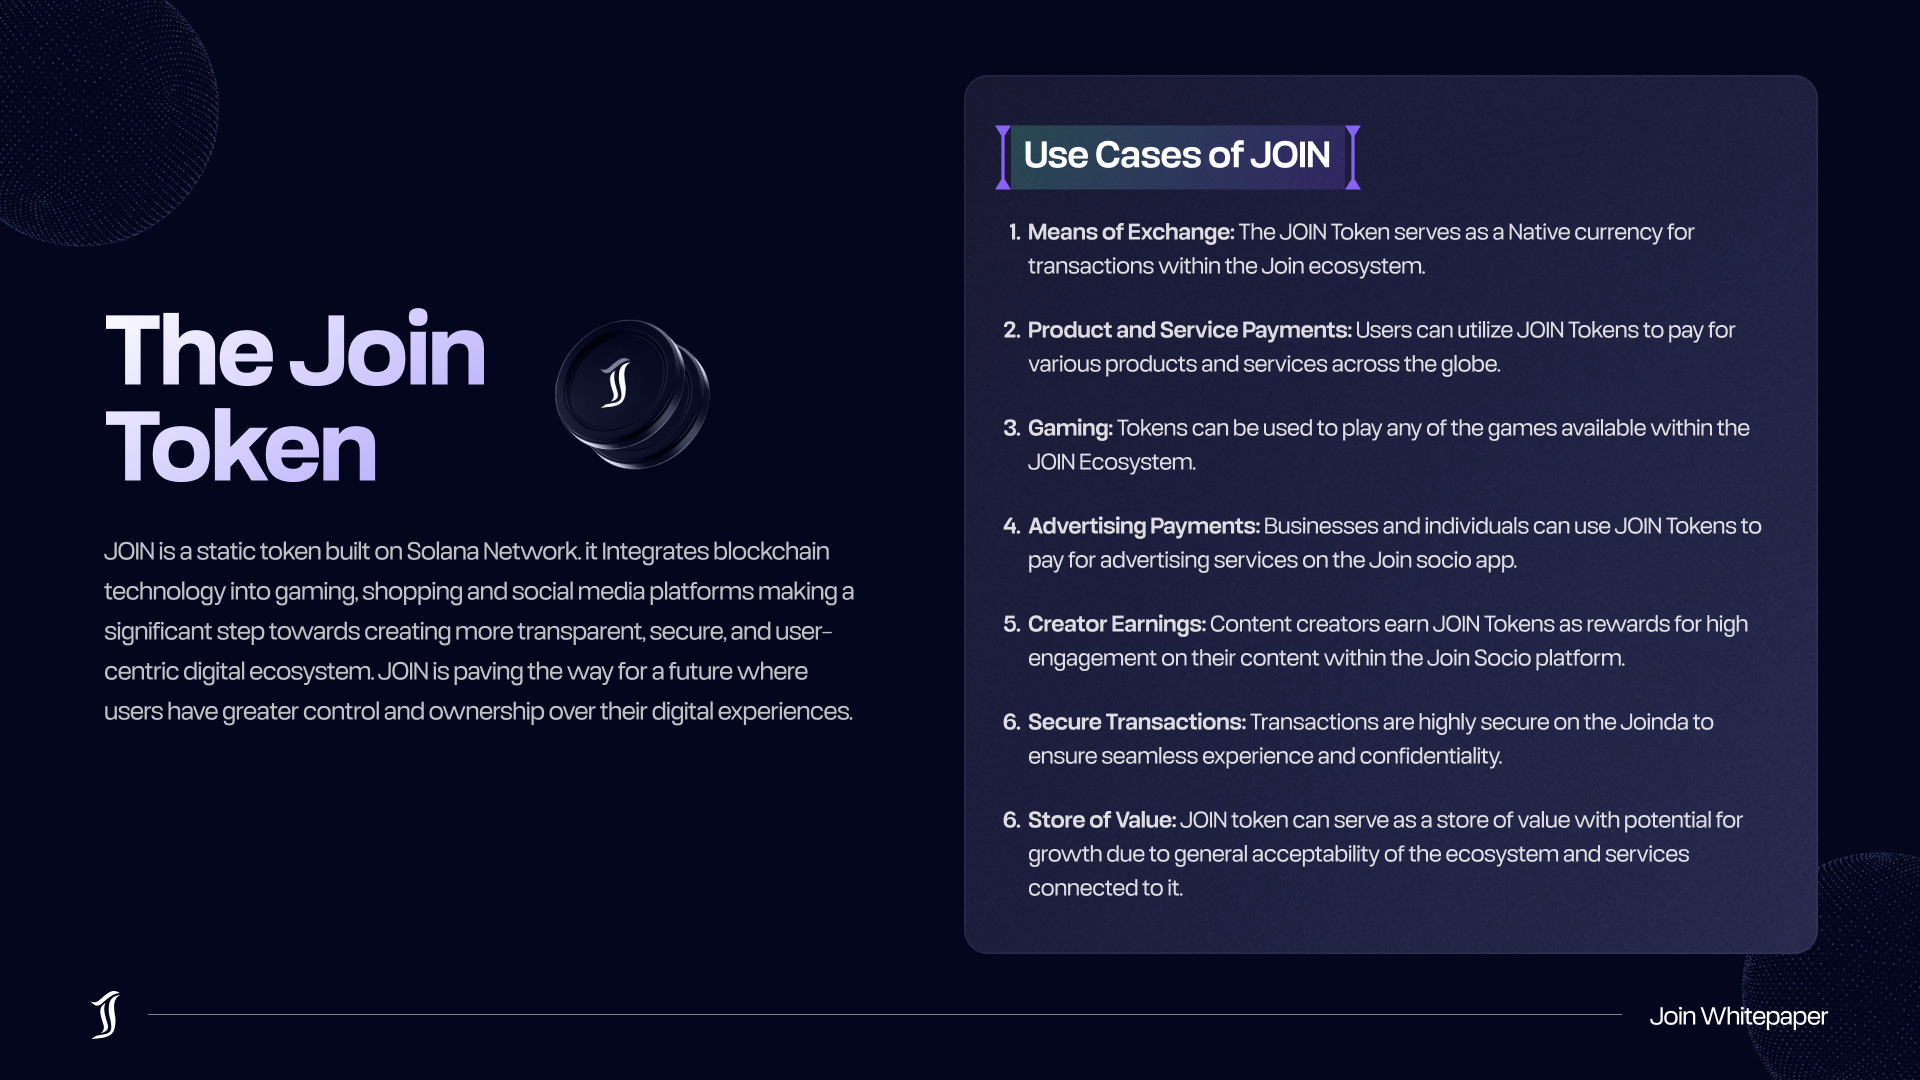 The Join
Token
JOIN is a static token built on Solana Network. it Integrates blockchain
technology into gaming, shopping and social media platforms making a
significant step towards creating more transparent, secure, and user-
centric digital ecosystem. JOIN is paving the way for a future where
users have greater control and ownership over their digital experiences.
Use Cases of JOIN
1. Means of Exchange: The JOIN Token serves as a Native currency for
transactions within the Join ecosystem.
2. Product and Service Payments: Users can utilize JOIN Tokens to pay for
various products and services across the globe.
3. Gaming: Tokens can be used to play any of the games available within the
JOIN Ecosystem.
4. Advertising Payments: Businesses and individuals can use JOIN Tokens to
pay for advertising services on the Join socio app.
5. Creator Earnings: Content creators earn JOIN Tokens as rewards for high
engagement on their content within the Join Socio platform.
6. Secure Transactions: Transactions are highly secure on the Joinda to
ensure seamless experience and confidentiality.
6. Store of Value: JOIN token can serve as a store of value with potential for
growth due to general acceptability of the ecosystem and services
connected to it.
Join Whitepaper